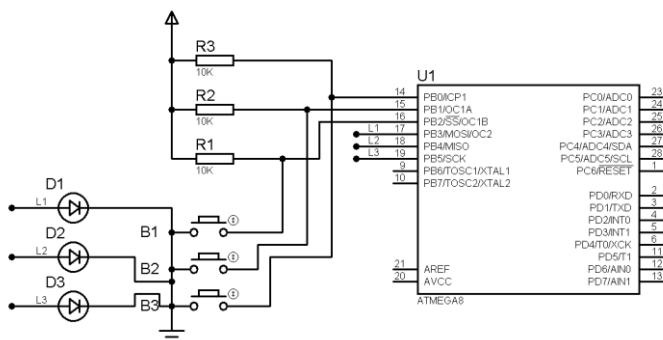 R3
10K
R2
10K
R1
10K
D1
L1
D2
L2
D3
L3
B1
B2
B3
U1
14 PB0/ICP1
15 PB1/OC1A
16 PB2/SS/OC1B
L1 17 PB3/MOSI/OC2
L2 18 PB4/MISO
L3 19 PB5/SCK
9 PB6/TOSC1/XTAL1
10 PB7/TOSC2/XTAL2
21 AREF
20 AVCC
PC0/ADC0 23
PC1/ADC1 24
PC2/ADC2 25
PC3/ADC3 26
PC4/ADC4/SDA 27
PC5/ADC5/SCL 28
PC6/RESET 1
PD0/RXD 2
PD1/TXD 3
PD2/INT0 4
PD3/INT1 5
PD4/T0/XCK 6
PD5/T1 11
PD6/AIN0 12
PD7/AIN1 13
ATMEGA8